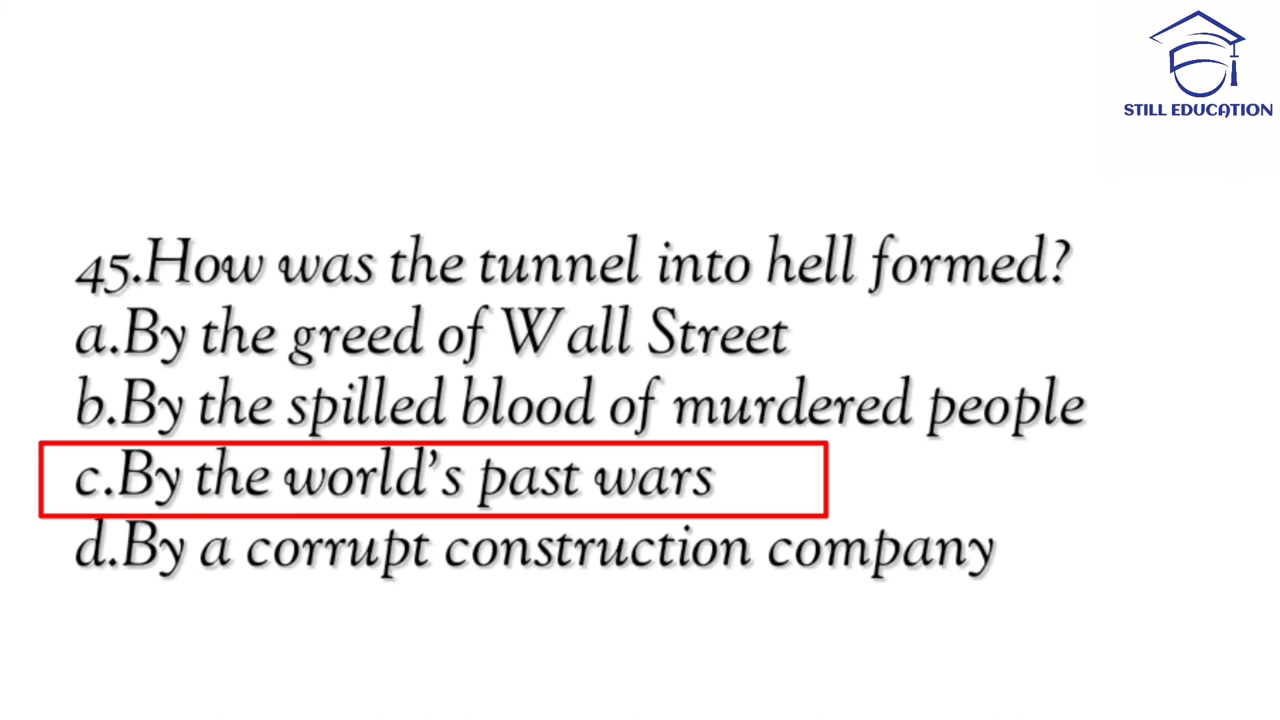 STILL EDUCATION
45.How was the tunnel into hell formed?
a.By the greed of Wall Street
b.By the spilled blood of murdered people
c.By the world's past wars
d.By a corrupt construction company